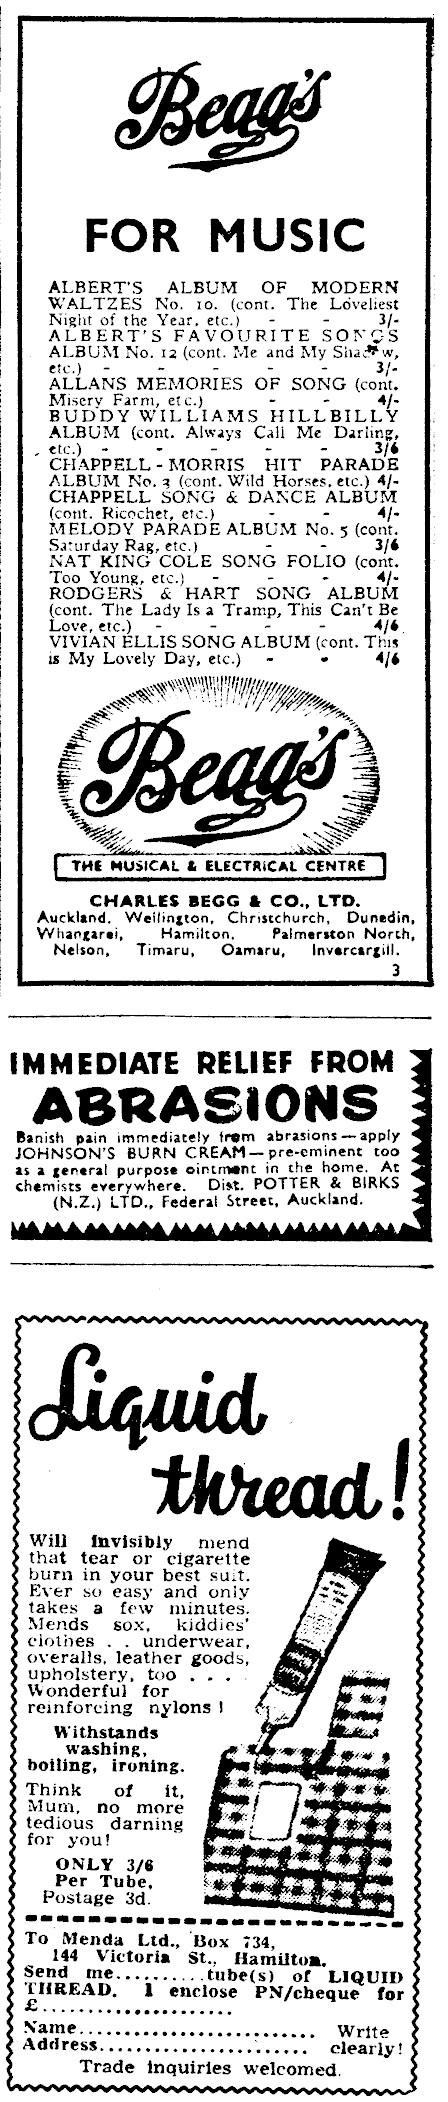 Begg's
FOR MUSIC
ALBERT'S ALBUM OF MODERN
WALTZES No. 10. (cont. The Loveliest
Night of the Year, etc.) - - 3/-
ALBERT'S FAVOURITE SONGS
ALBUM No. 12 (cont. Me and My Shadow,
etc.) - - - - - - 3/-
ALLANS MEMORIES OF SONG (cont.
Misery Farm, etc.) - - 4/-
BUDDY WILLIAMS HILLBILLY
ALBUM (cont. Always Call Me Darling,
etc.) - - - - - - 3/6
CHAPPELL-MORRIS HIT PARADE
ALBUM No. 3 (cont. Wild Horses, etc.) 4/-
CHAPPELL SONG & DANCE ALBUM
(cont. Ricochet, etc.) - - - 4/-
MELODY PARADE ALBUM No. 5 (cont.
Saturday Rag, etc.) - - 3/6
NAT KING COLE SONG FOLIO (cont.
Too Young, etc.) - - - 4/-
RODGERS & HART SONG ALBUM
(cont. The Lady Is a Tramp, This Can't Be
Love, etc.) - - - - - 4/6
VIVIAN ELLIS SONG ALBUM (cont. This
is My Lovely Day, etc.) - - 4/6
Begg's
THE MUSICAL & ELECTRICAL CENTRE
CHARLES BEGG & CO., LTD.
Auckland, Wellington, Christchurch, Dunedin,
Whangarei, Hamilton, Palmerston North,
Nelson, Timaru, Oamaru, Invercargill.
3
IMMEDIATE RELIEF FROM
ABRASIONS
Banish pain immediately from abrasions—apply
JOHNSON'S BURN CREAM—pre-eminent too
as a general purpose ointment in the home. At
chemists everywhere. Dist. POTTER & BIRKS
(N.Z.) LTD., Federal Street, Auckland.
Liquid
thread!
Will invisibly mend
that tear or cigarette
burn in your best suit.
Ever so easy and only
takes a few minutes.
Mends sox, kiddies'
clothes . . underwear,
overalls, leather goods,
upholstery, too . . . .
Wonderful for
reinforcing nylons!
Withstands
washing,
boiling, ironing.
Think of it,
Mum, no more
tedious darning
for you!
ONLY 3/6
Per Tube,
Postage 3d.
To Menda Ltd., Box 734,
144 Victoria St., Hamilton.
Send me..........tube(s) of LIQUID
THREAD. I enclose PN/cheque for
£......................
Name........................... Write
Address........................ clearly!
Trade inquiries welcomed.